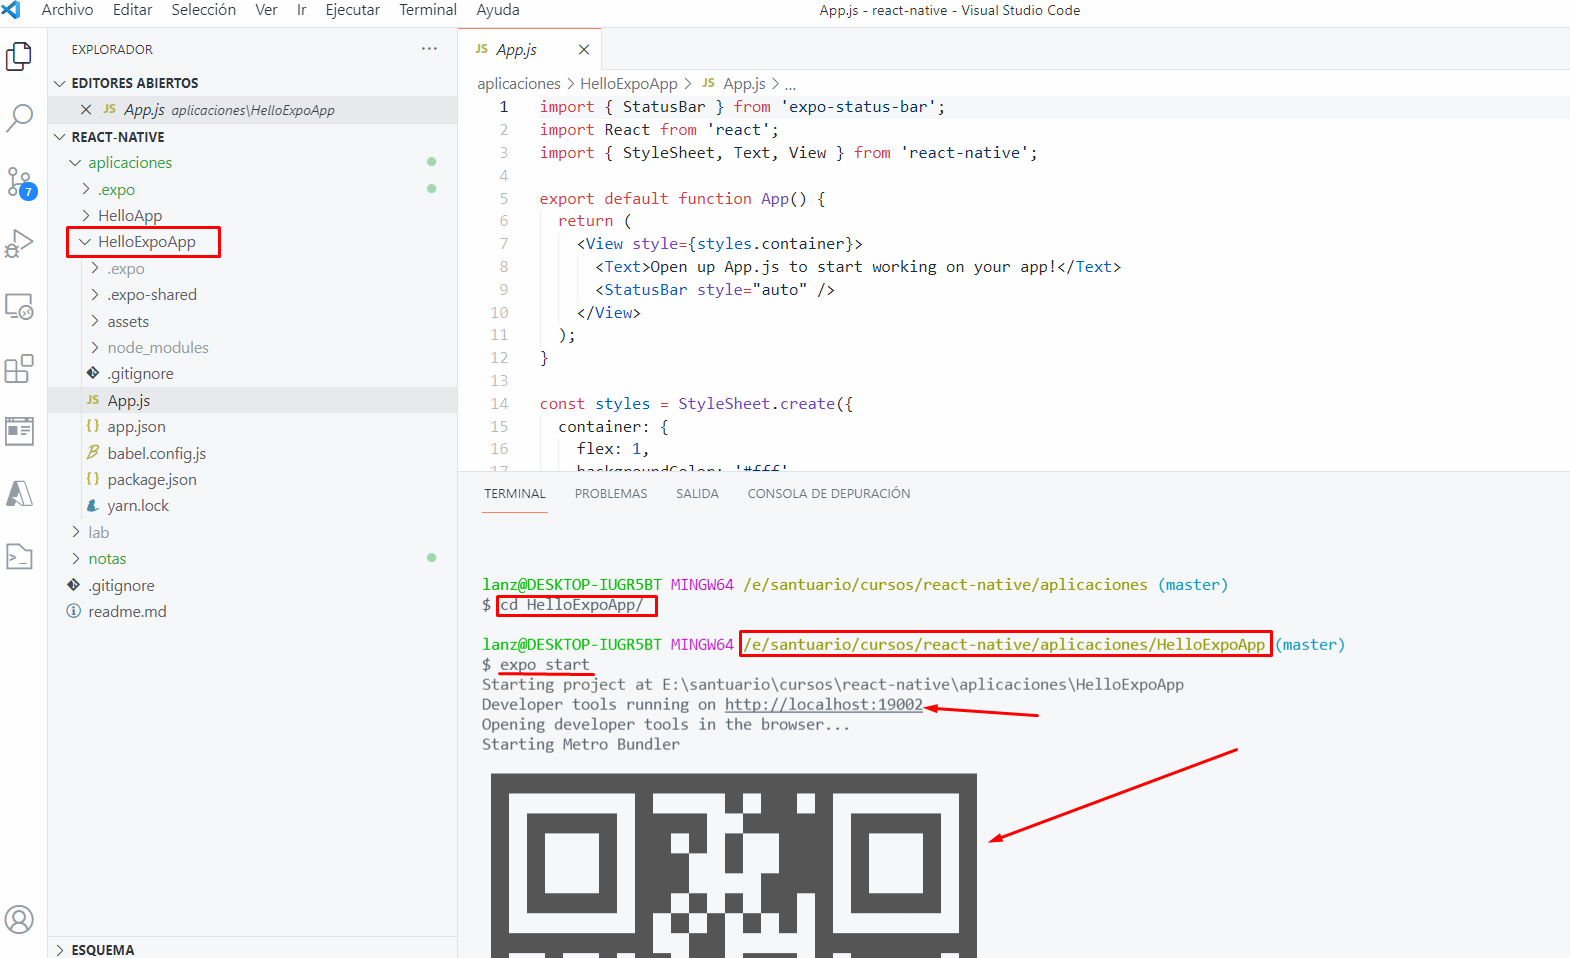 Archivo Editar Selección Ver Ir Ejecutar Terminal Ayuda
App.js - react-native - Visual Studio Code
EXPLORADOR
EDITORES ABIERTOS
JS App.js aplicaciones\HelloExpoApp
REACT-NATIVE
aplicaciones
.expo
HelloApp
HelloExpoApp
.expo
.expo-shared
assets
node_modules
.gitignore
JS App.js
{} app.json
babel.config.js
{} package.json
yarn.lock
lab
notas
.gitignore
readme.md
ESQUEMA
7
JS App.js
aplicaciones > HelloExpoApp > JS App.js > ...
1 import { StatusBar } from 'expo-status-bar';
2 import React from 'react';
3 import { StyleSheet, Text, View } from 'react-native';
4
5 export default function App() {
6 return (
7 <View style={styles.container}>
8 <Text>Open up App.js to start working on your app!</Text>
9 <StatusBar style="auto" />
10 </View>
11 );
12 }
13
14 const styles = StyleSheet.create({
15 container: {
16 flex: 1,
17 backgroundColor: '#fff'
TERMINAL PROBLEMAS SALIDA CONSOLA DE DEPURACIÓN
lanz@DESKTOP-IUGR5BT MINGW64 /e/santuario/cursos/react-native/aplicaciones (master)
$ cd HelloExpoApp/
lanz@DESKTOP-IUGR5BT MINGW64 /e/santuario/cursos/react-native/aplicaciones/HelloExpoApp (master)
$ expo start
Starting project at E:\santuario\cursos\react-native\aplicaciones\HelloExpoApp
Developer tools running on http://localhost:19002
Opening developer tools in the browser...
Starting Metro Bundler